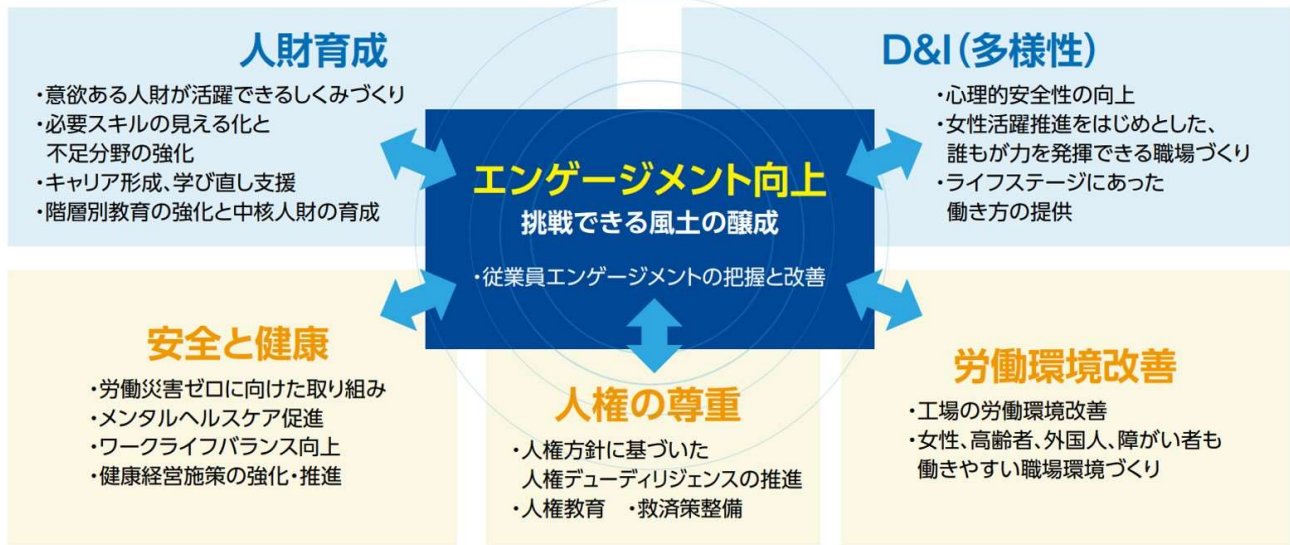 人財育成
・意欲ある人財が活躍できるしくみづくり
・必要スキルの見える化と
不足分野の強化
・キャリア形成、学び直し支援
・階層別教育の強化と中核人財の育成
D&I(多様性)
・心理的安全性の向上
・女性活躍推進をはじめとした、
誰もが力を発揮できる職場づくり
・ライフステージにあった
働き方の提供
エンゲージメント向上
挑戦できる風土の醸成
・従業員エンゲージメントの把握と改善
安全と健康
・労働災害ゼロに向けた取り組み
・メンタルヘルスケア促進
・ワークライフバランス向上
・健康経営施策の強化・推進
人権の尊重
・人権方針に基づいた
人権デューディリジェンスの推進
・人権教育　・救済策整備
労働環境改善
・工場の労働環境改善
・女性、高齢者、外国人、障がい者も
働きやすい職場環境づくり